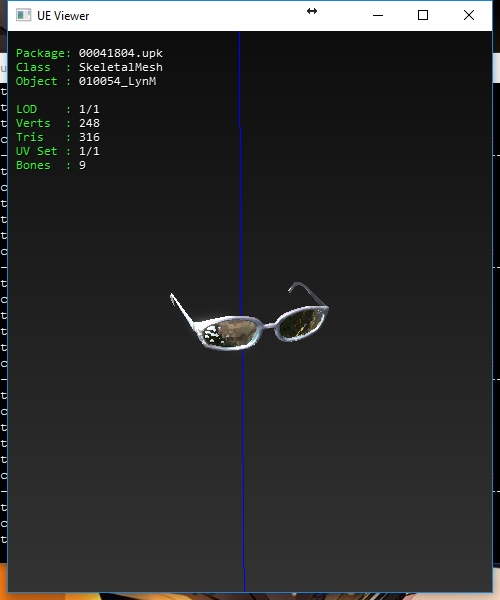 UE Viewer
Package: 00041804.upk
Class  : SkeletalMesh
Object : 010054_LynM
LOD    : 1/1
Verts  : 248
Tris   : 316
UV Set : 1/1
Bones  : 9